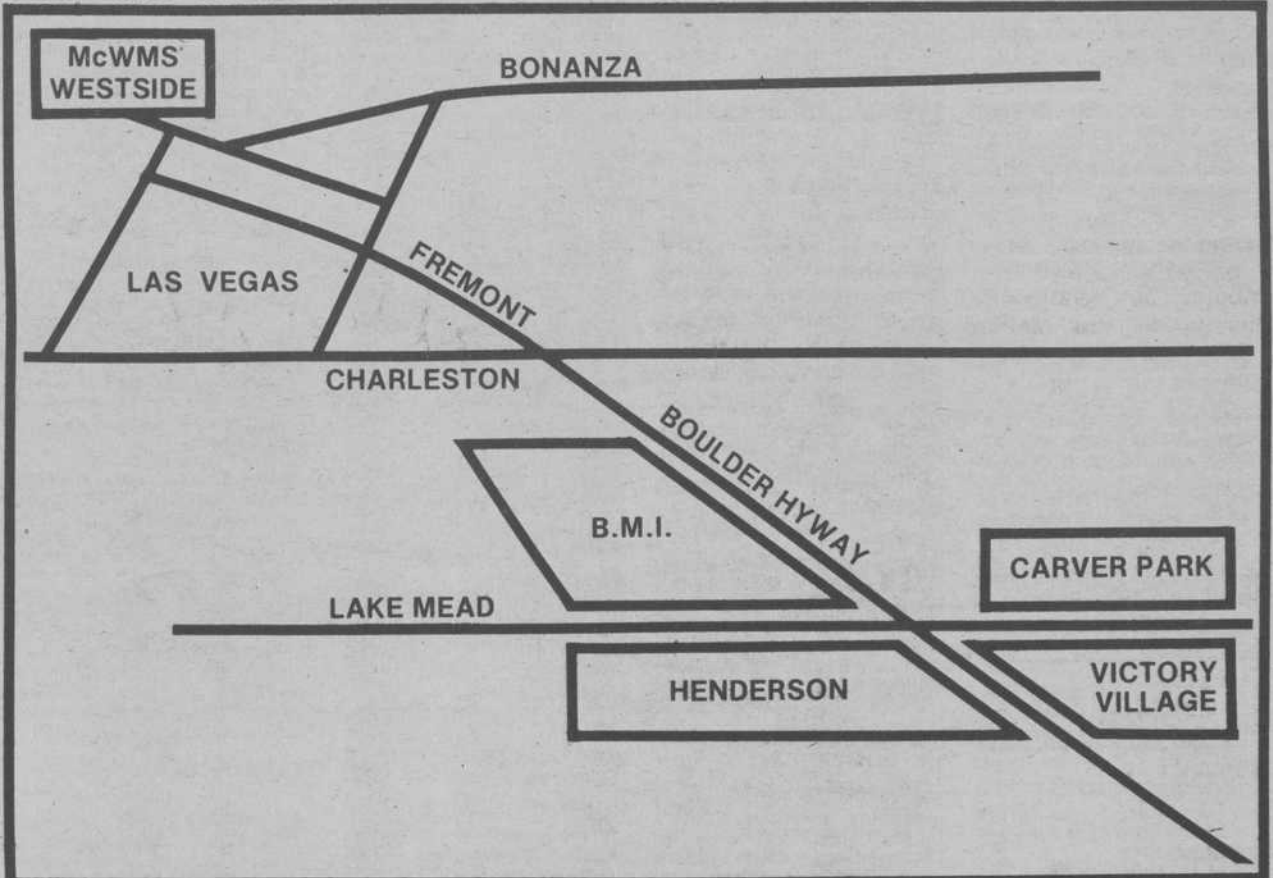 McWMS
WESTSIDE
BONANZA
LAS VEGAS
FREMONT
CHARLESTON
BOULDER HYWAY
B.M.I.
CARVER PARK
LAKE MEAD
HENDERSON
VICTORY
VILLAGE